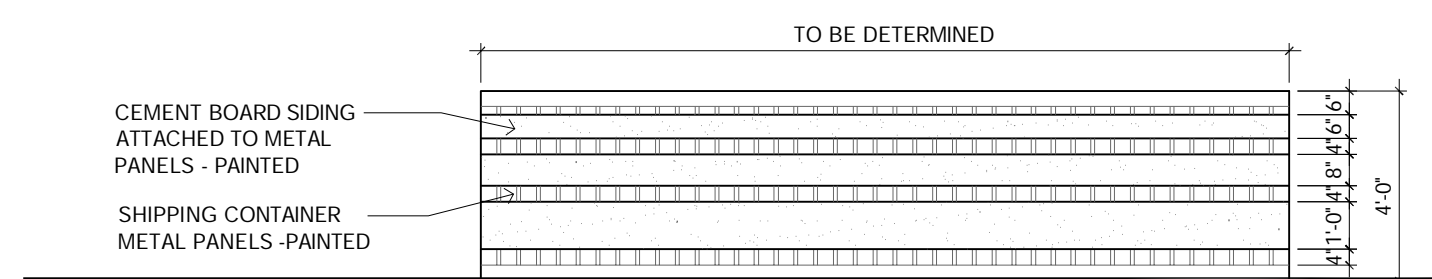 TO BE DETERMINED
CEMENT BOARD SIDING
ATTACHED TO METAL
PANELS - PAINTED
SHIPPING CONTAINER
METAL PANELS -PAINTED
6"
6"
4"
8"
4"
1'-0"
4"
4'-0"